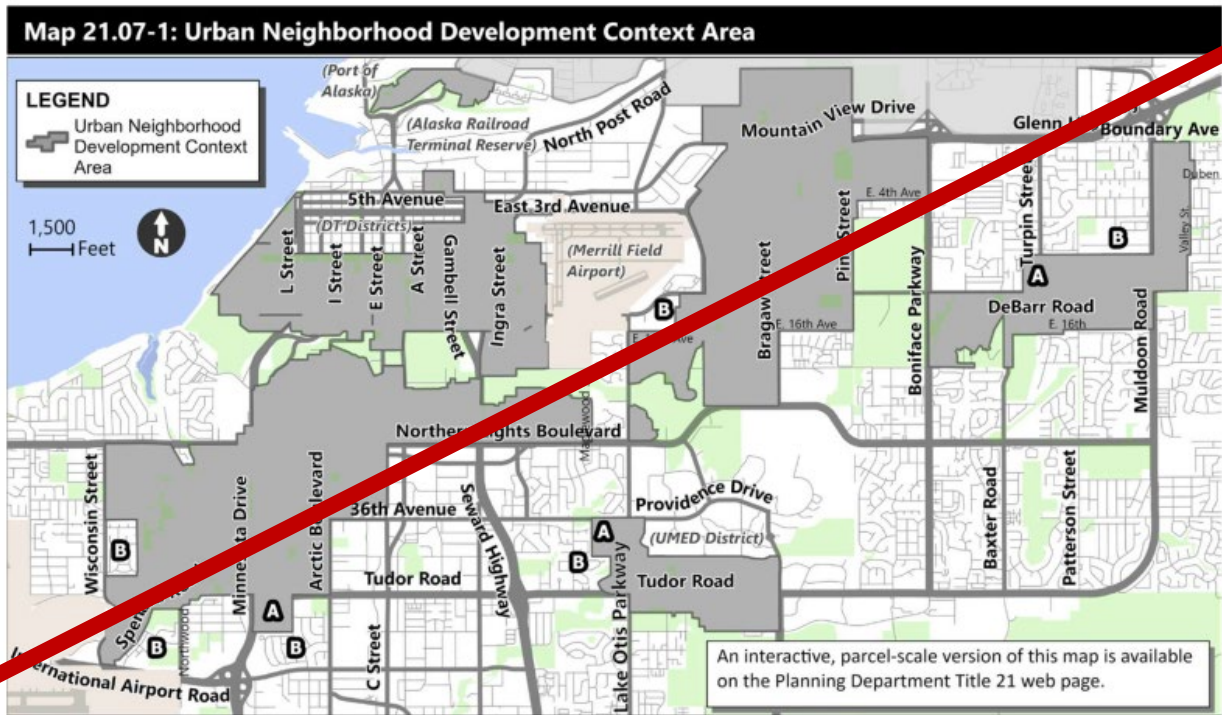 Map 21.07-1: Urban Neighborhood Development Context Area
LEGEND
Urban Neighborhood
Development Context
Area
1,500
Feet
N
(Port of
Alaska)
(Alaska Railroad
Terminal Reserve)
North Post Road
Mountain View Drive
Glenn
Boundary Ave
5th Avenue
(DT Districts)
East 3rd Avenue
(Merrill Field
Airport)
L Street
I Street
E Street
A Street
Gambell Street
Ingra Street
B
Bragaw Street
Street
E. 4th Ave
E. 16th Ave
Boniface Parkway
Turpin Street
B
A
Duben
Valley St.
DeBarr Road
E. 16th
Muldoon Road
Northern Lights Boulevard
Wisconsin Street
B
Minnesota Drive
Arctic Boulevard
36th Avenue
Seward Highway
Providence Drive
(UMED District)
A
B
Lake Otis Parkway
Baxter Road
Patterson Street
Tudor Road
Tudor Road
A
B
B
Northwood
C Street
International Airport Road
An interactive, parcel-scale version of this map is available
on the Planning Department Title 21 web page.